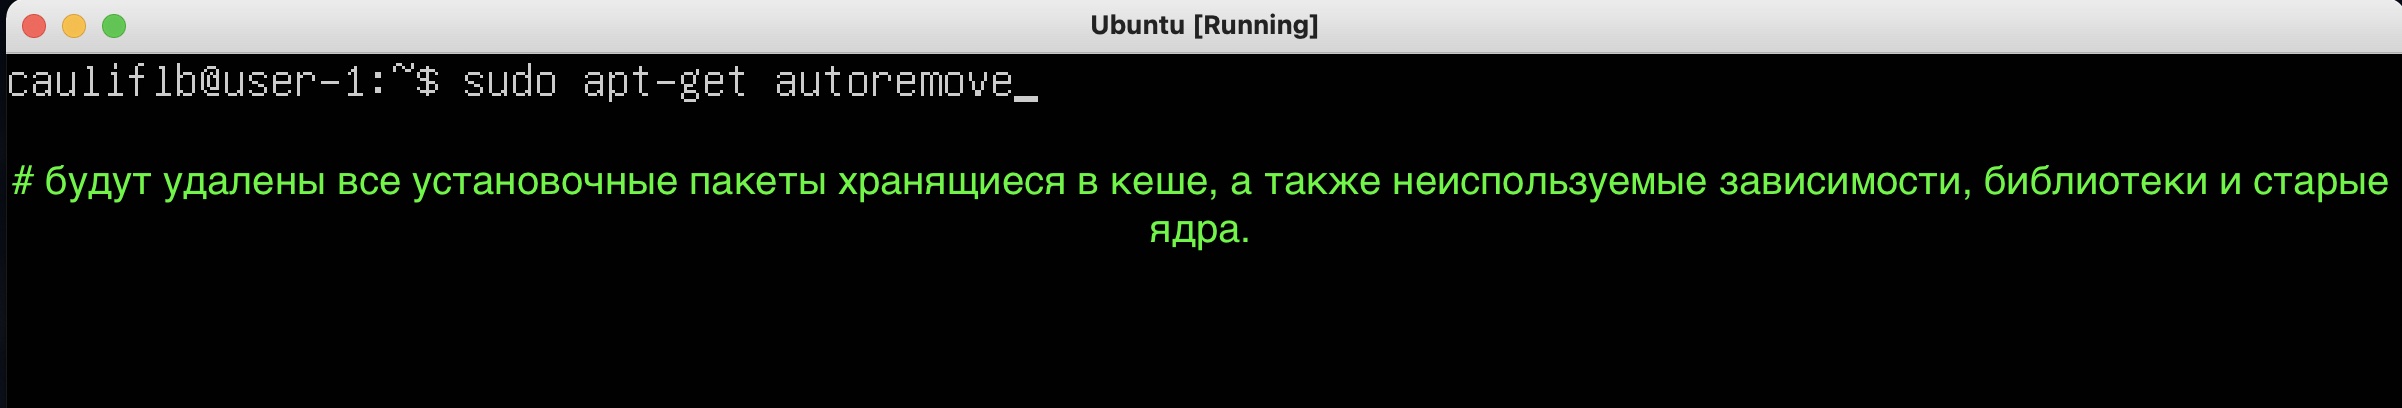 Ubuntu [Running]
cauliflb@user-1:~$ sudo apt-get autoremove_
# будут удалены все установочные пакеты хранящиеся в кеше, а также неиспользуемые зависимости, библиотеки и старые
ядра.